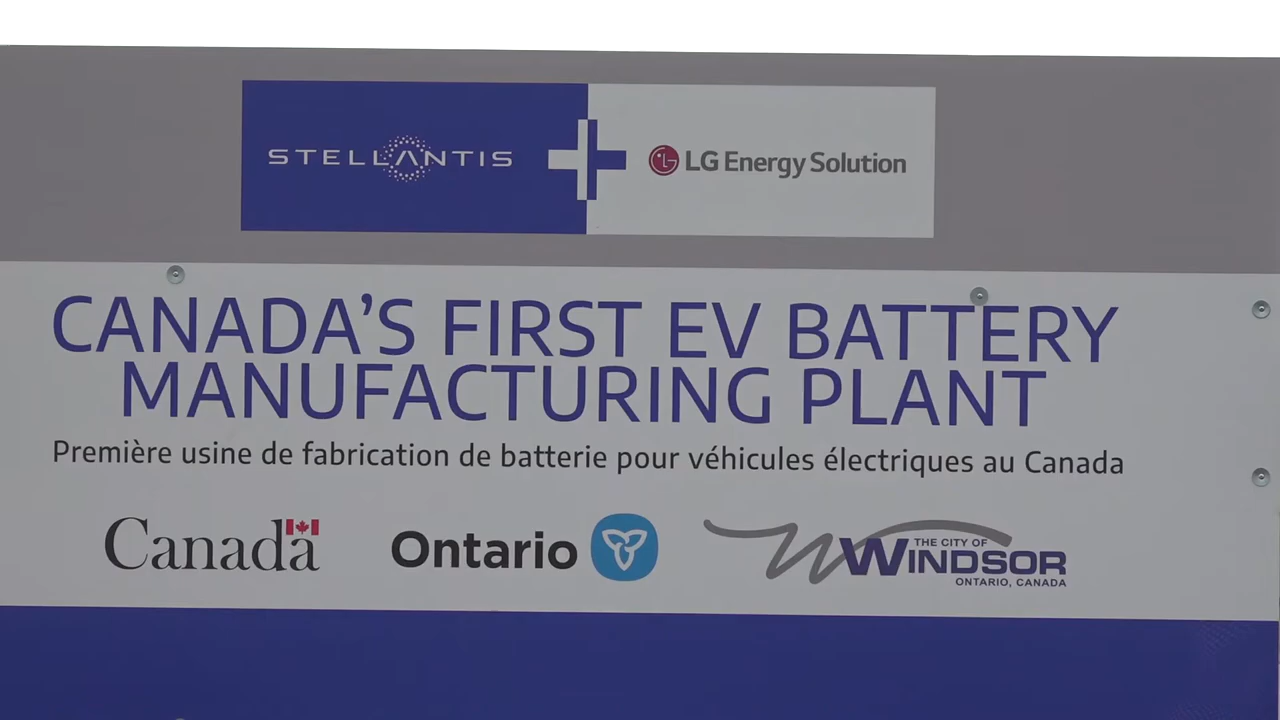 STELLANTIS + LG Energy Solution
CANADA'S FIRST EV BATTERY
MANUFACTURING PLANT
Première usine de fabrication de batterie pour véhicules électriques au Canada
Canada Ontario THE CITY OF WINDSOR ONTARIO, CANADA